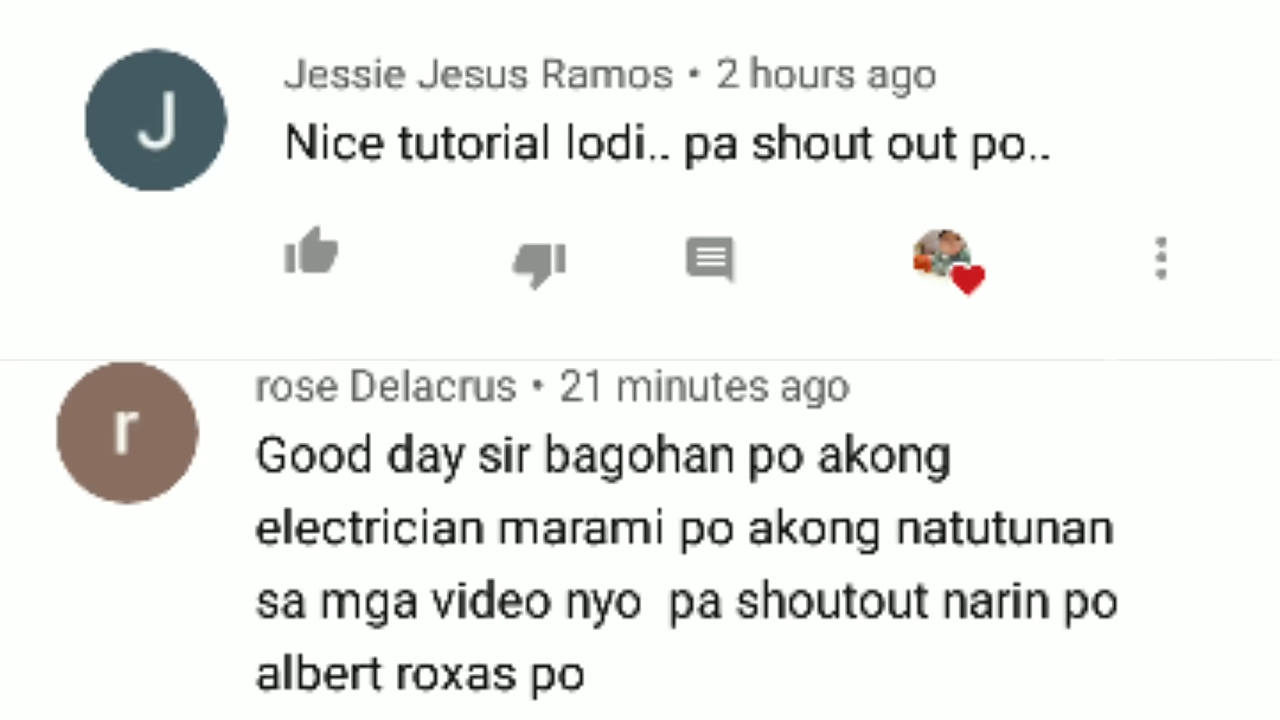 J
Jessie Jesus Ramos • 2 hours ago
Nice tutorial lodi.. pa shout out po..
r
rose Delacrus • 21 minutes ago
Good day sir bagohan po akong
electrician marami po akong natutunan
sa mga video nyo  pa shoutout narin po
albert roxas po